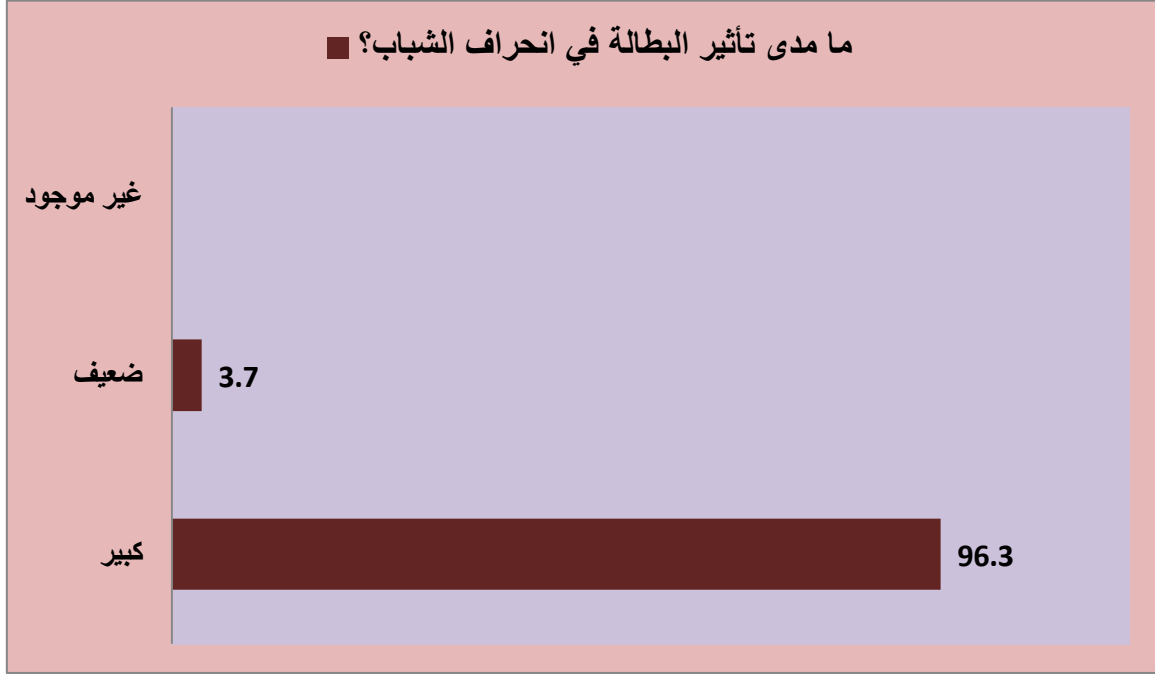 ما مدى تأثير البطالة في انحراف الشباب؟
غير موجود
ضعيف
3.7
كبير
96.3